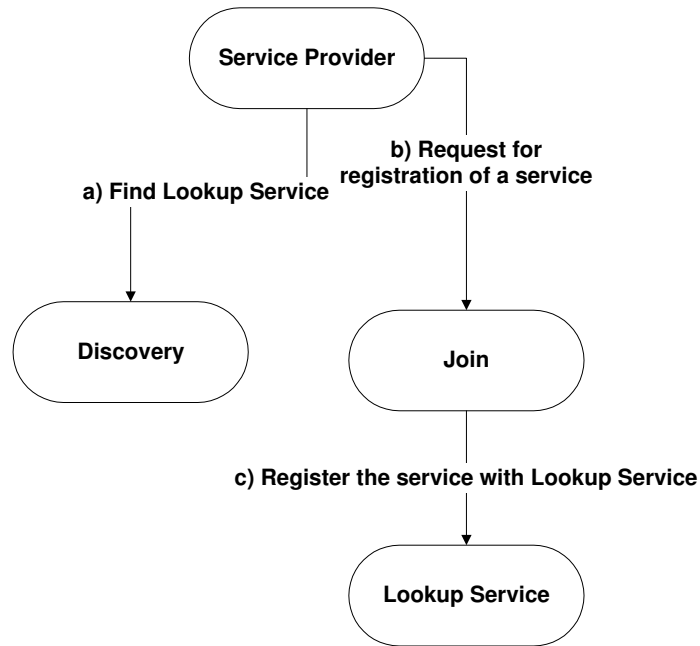 Service Provider
b) Request for
registration of a service
a) Find Lookup Service
Discovery
Join
c) Register the service with Lookup Service
Lookup Service